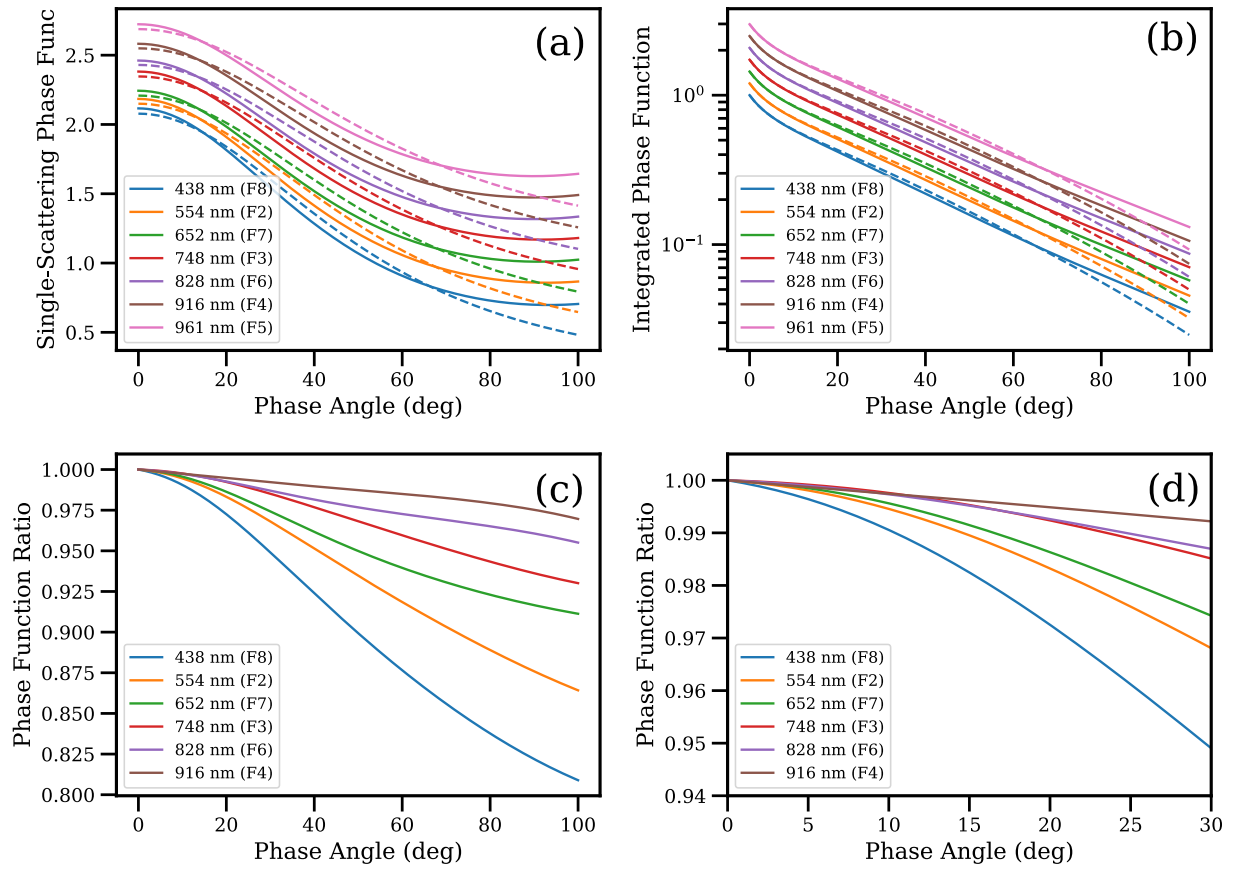 (a)
Single-Scattering Phase Func
2.5
2.0
1.5
1.0
0.5
438 nm (F8)
554 nm (F2)
652 nm (F7)
748 nm (F3)
828 nm (F6)
916 nm (F4)
961 nm (F5)
0 20 40 60 80 100
Phase Angle (deg)
(b)
Integrated Phase Function
10⁰
10⁻¹
438 nm (F8)
554 nm (F2)
652 nm (F7)
748 nm (F3)
828 nm (F6)
916 nm (F4)
961 nm (F5)
0 20 40 60 80 100
Phase Angle (deg)
(c)
Phase Function Ratio
1.000
0.975
0.950
0.925
0.900
0.875
0.850
0.825
0.800
438 nm (F8)
554 nm (F2)
652 nm (F7)
748 nm (F3)
828 nm (F6)
916 nm (F4)
0 20 40 60 80 100
Phase Angle (deg)
(d)
Phase Function Ratio
1.00
0.99
0.98
0.97
0.96
0.95
0.94
438 nm (F8)
554 nm (F2)
652 nm (F7)
748 nm (F3)
828 nm (F6)
916 nm (F4)
0 5 10 15 20 25 30
Phase Angle (deg)